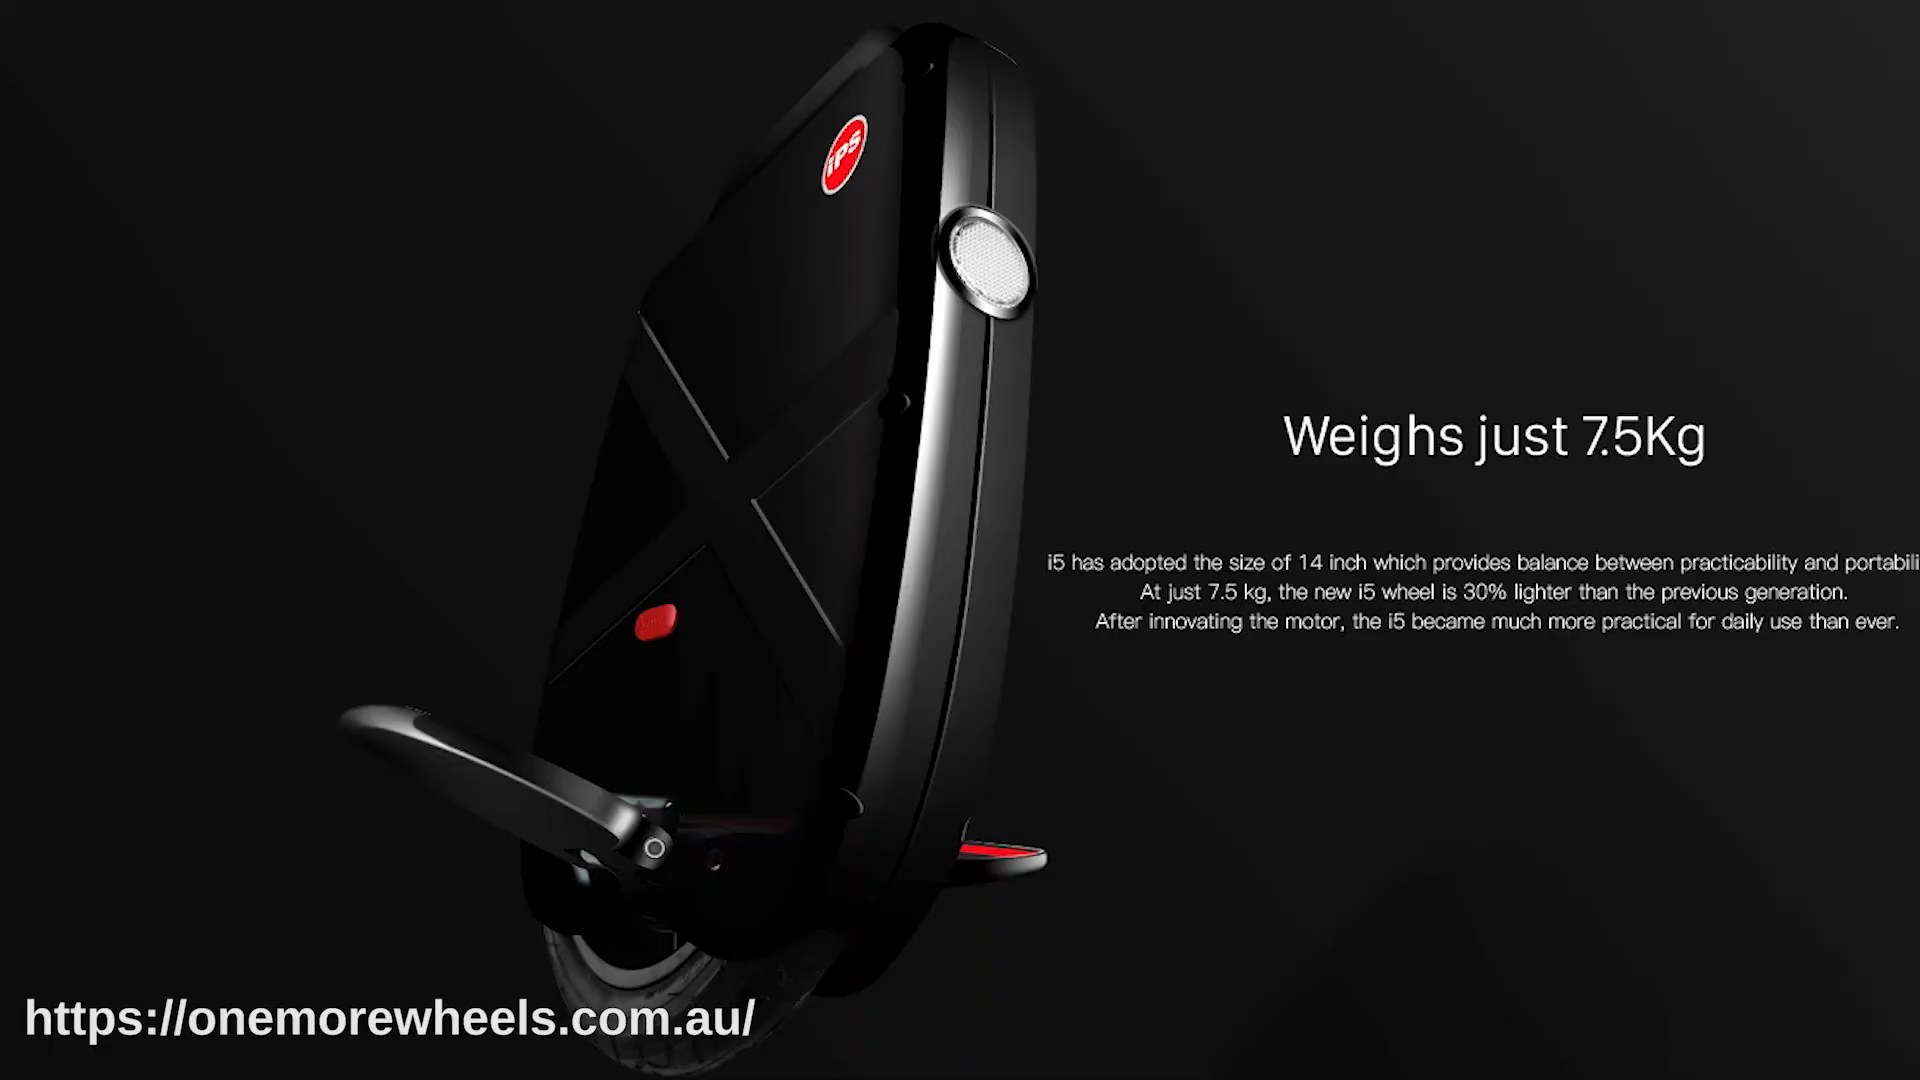 iPS
Weighs just 7.5Kg
i5 has adopted the size of 14 inch which provides balance between practicability and portabili
At just 7.5 kg, the new i5 wheel is 30% lighter than the previous generation.
After innovating the motor, the i5 became much more practical for daily use than ever.
https://onemorewheels.com.au/